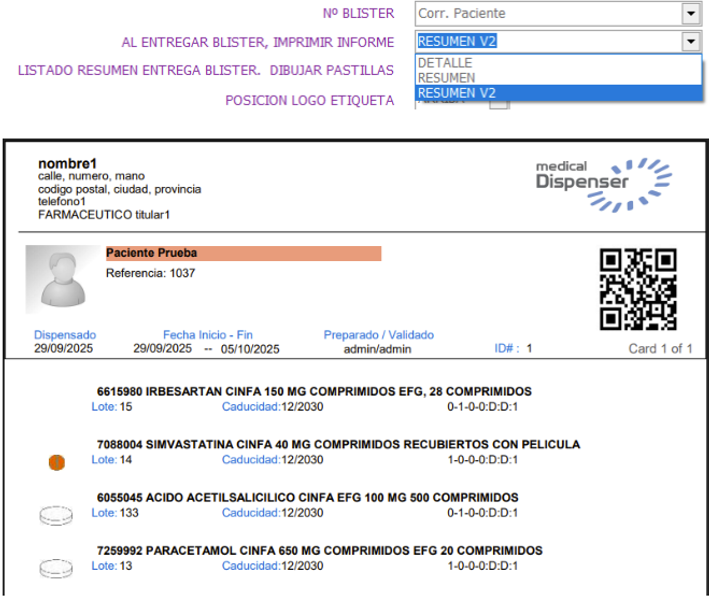 Nº BLISTER Corr. Paciente
AL ENTREGAR BLISTER, IMPRIMIR INFORME RESUMEN V2
LISTADO RESUMEN ENTREGA BLISTER. DIBUJAR PASTILLAS
DETALLE
RESUMEN
RESUMEN V2
POSICION LOGO ETIQUETA
nombre1
calle, numero, mano
codigo postal, ciudad, provincia
telefono1
FARMACEUTICO titular1
medical
Dispenser
Paciente Prueba
Referencia: 1037
Dispensado Fecha Inicio - Fin Preparado / Validado
29/09/2025 29/09/2025 -- 05/10/2025 admin/admin ID# : 1 Card 1 of 1
6615980 IRBESARTAN CINFA 150 MG COMPRIMIDOS EFG, 28 COMPRIMIDOS
Lote: 15 Caducidad:12/2030 0-1-0-0:D:D:1
7088004 SIMVASTATINA CINFA 40 MG COMPRIMIDOS RECUBIERTOS CON PELICULA
Lote: 14 Caducidad:12/2030 1-0-0-0:D:D:1
6055045 ACIDO ACETILSALICILICO CINFA EFG 100 MG 500 COMPRIMIDOS
Lote: 133 Caducidad:12/2030 0-1-0-0:D:D:1
7259992 PARACETAMOL CINFA 650 MG COMPRIMIDOS EFG 20 COMPRIMIDOS
Lote: 13 Caducidad:12/2030 1-0-0-0:D:D:1